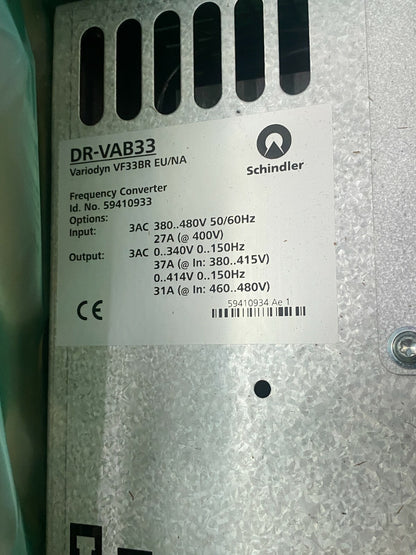 DR-VAB33
Variodyn VF33BR EU/NA
Schindler
Frequency Converter
Id. No. 59410933
Options:
Input: 3AC 380..480V 50/60Hz
27A (@ 400V)
Output: 3AC 0..340V 0..150Hz
37A (@ In: 380..415V)
0..414V 0..150Hz
31A (@ In: 460..480V)
CE
59410934 Ae 1